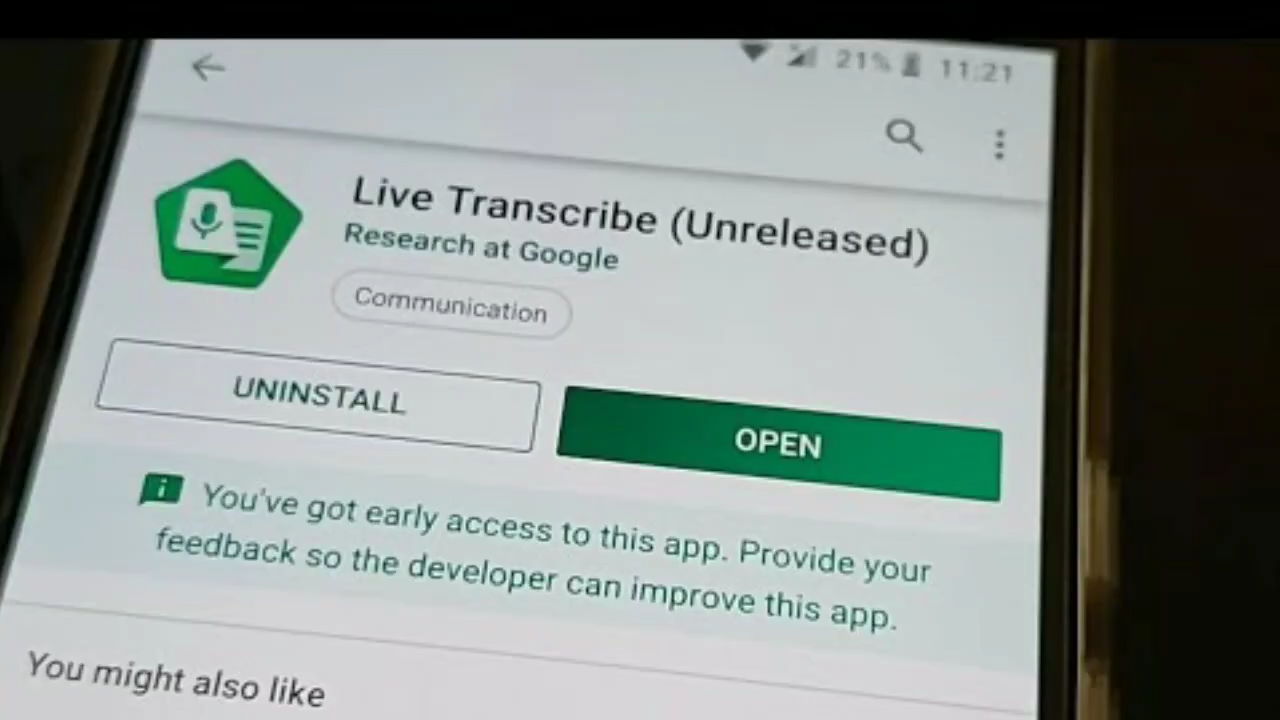 21% 11:21
Live Transcribe (Unreleased)
Research at Google
Communication
UNINSTALL OPEN
You've got early access to this app. Provide your
feedback so the developer can improve this app.
You might also like